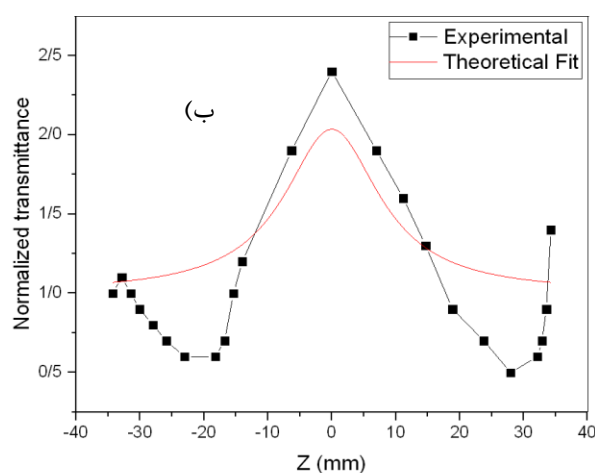 2/5
Experimental
Theoretical Fit
ب)
2/0
Normalized transmittance
1/5
1/0
0/5
-40 -30 -20 -10 0 10 20 30 40
Z (mm)